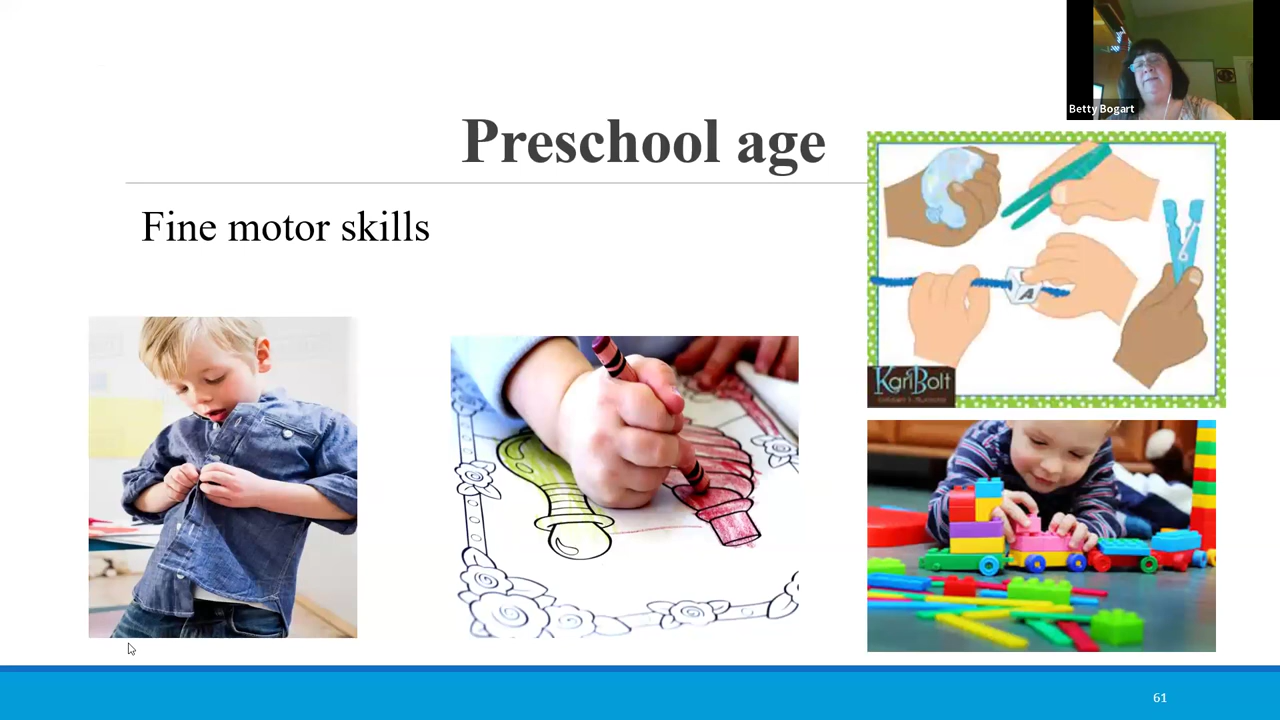 Betty Bogart
Preschool age
Fine motor skills
A
KariBolt
61